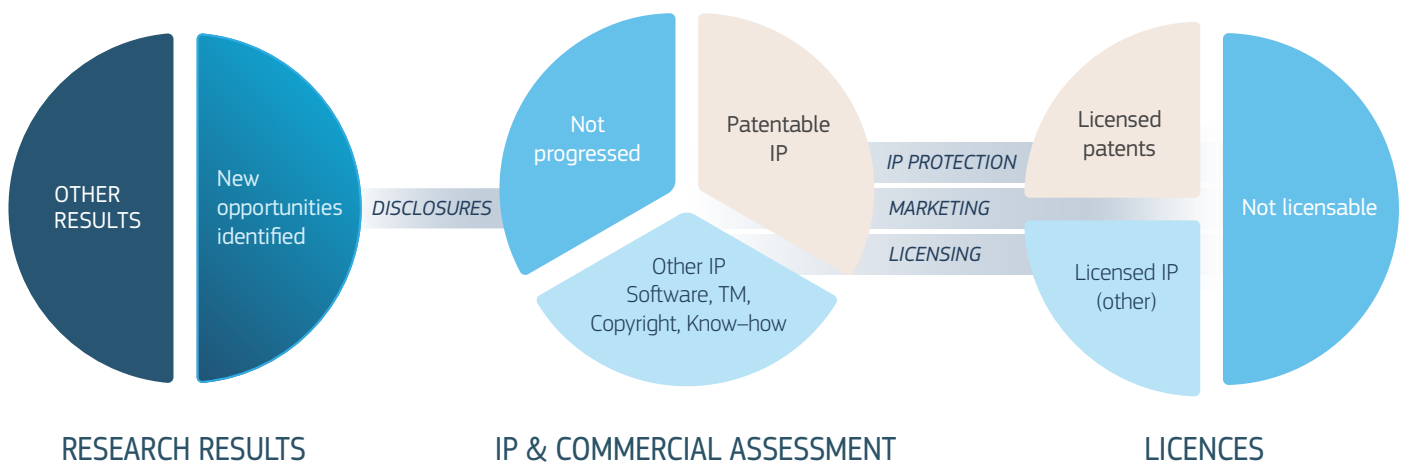 OTHER
RESULTS
New
opportunities
identified
DISCLOSURES
Not
progressed
Patentable
IP
Other IP
Software, TM,
Copyright, Know–how
IP PROTECTION
MARKETING
LICENSING
Licensed
patents
Licensed IP
(other)
Not licensable
RESEARCH RESULTS
IP & COMMERCIAL ASSESSMENT
LICENCES